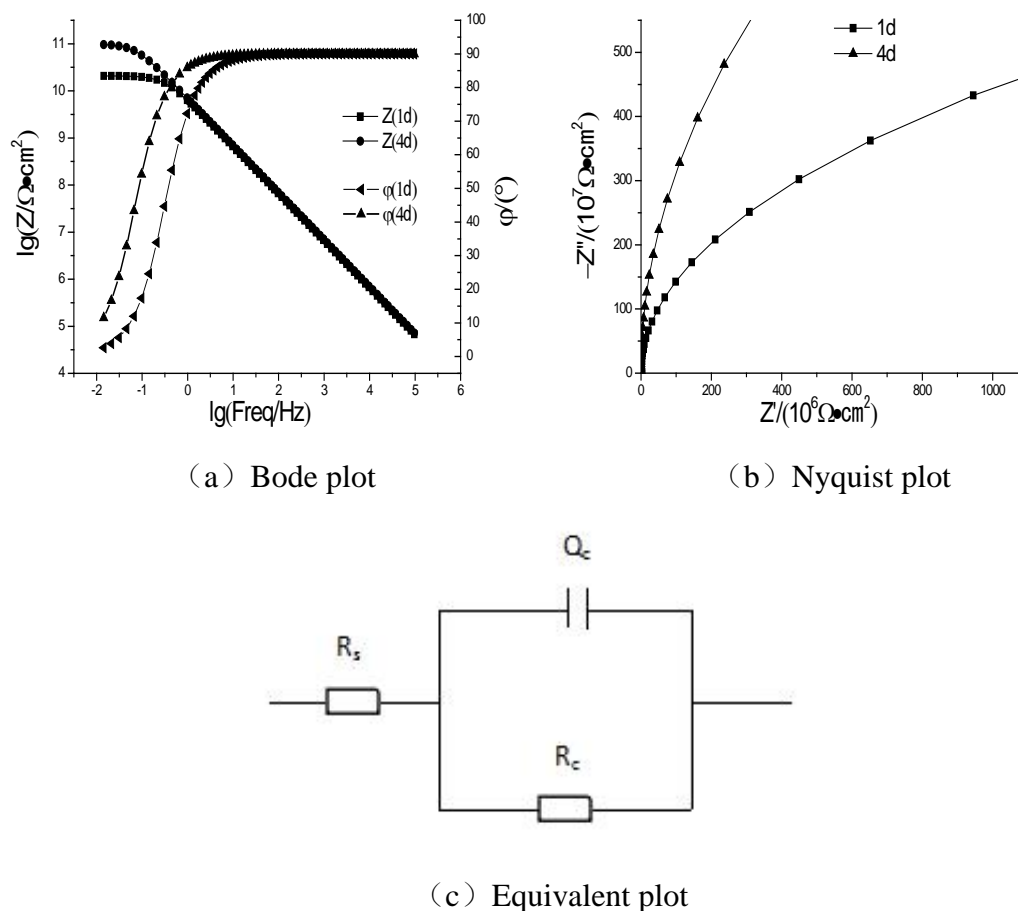 11
10
9
8
7
6
5
4
lg(Z/Ω•cm²)
-2 -1 0 1 2 3 4 5 6
lg(Freq/Hz)
100
90
80
70
60
50
40
30
20
10
0
φ/(°)
Z(1d)
Z(4d)
φ(1d)
φ(4d)
(a) Bode plot
500
400
300
200
100
0
−Z''/(10⁷Ω•cm²)
0 200 400 600 800 1000
Z'/(10⁶Ω•cm²)
1d
4d
(b) Nyquist plot
Qc
Rs
Rc
(c) Equivalent plot